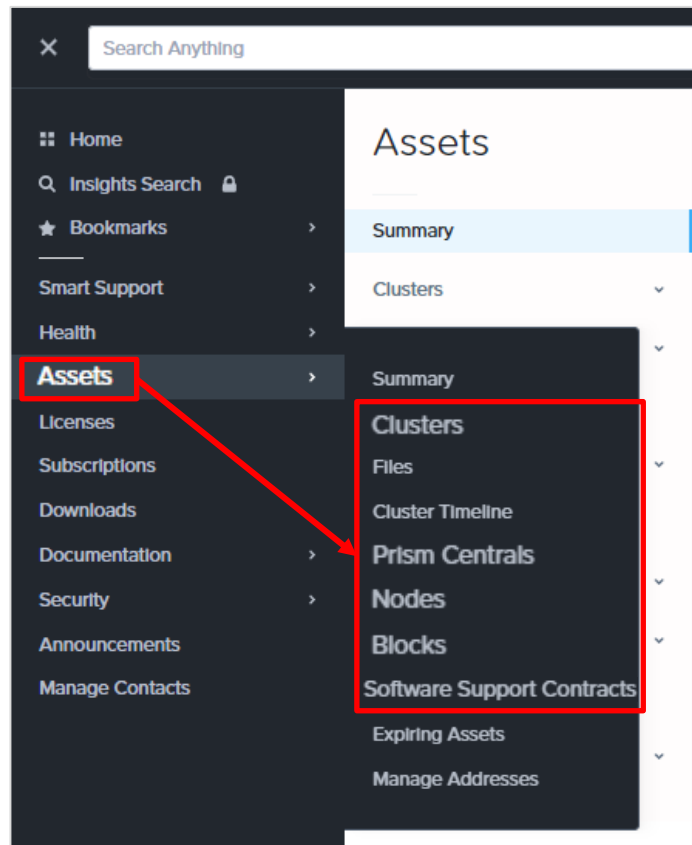 Search Anything
Home
Insights Search
Bookmarks
Smart Support
Health
Assets
Licenses
Subscriptions
Downloads
Documentation
Security
Announcements
Manage Contacts
Assets
Summary
Clusters
Summary
Clusters
Files
Cluster Timeline
Prism Centrals
Nodes
Blocks
Software Support Contracts
Expiring Assets
Manage Addresses